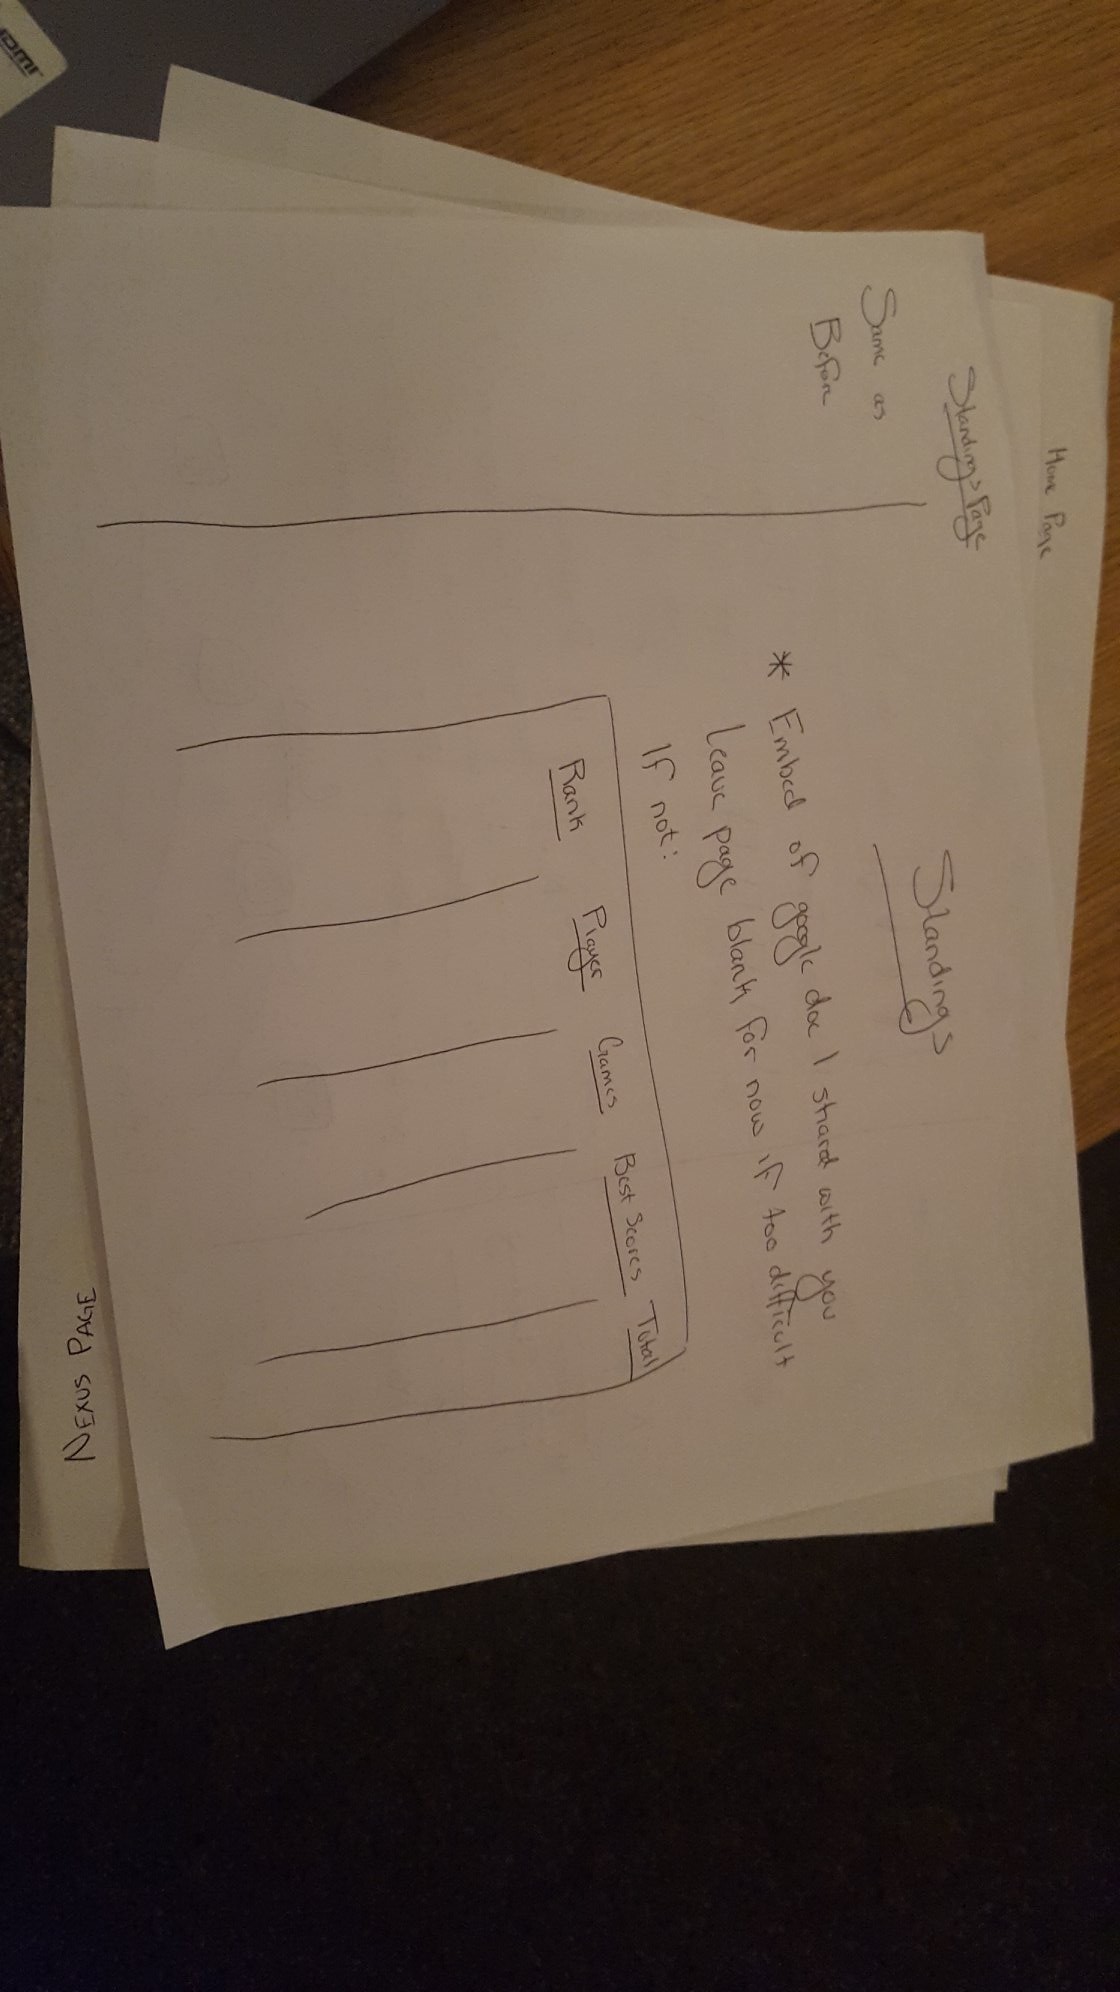 HDMI
Home Page
Standings Page
Same as
Before
Standings
* Embed of google doc I shared with you
Leave page blank for now if too difficult
If not:
Rank Player Games Best Scores Total
NEXUS PAGE